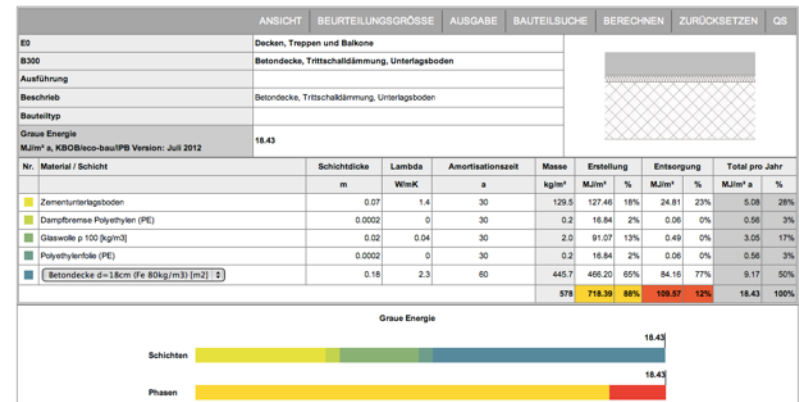 ANSICHT BEURTEILUNGSGRÖSSE AUSGABE BAUTEILSUCHE BERECHNEN ZURÜCKSETZEN QS
E0 Decken, Treppen und Balkone
B300 Betondecke, Trittschalldämmung, Unterlagsboden
Ausführung
Beschrieb Betondecke, Trittschalldämmung, Unterlagsboden
Bauteiltyp
Graue Energie
MJ/m² a, KBOB/eco-bau/IPB Version: Juli 2012 18.43
Nr. Material / Schicht Schichtdicke Lambda Amortisationszeit Masse Erstellung Entsorgung Total pro Jahr
m W/mK a kg/m² MJ/m² % MJ/m² % MJ/m² a %
Zementunterlagsboden 0.07 1.4 30 129.5 127.46 18% 24.81 23% 5.08 28%
Dampfbremse Polyethylen (PE) 0.0002 0 30 0.2 16.84 2% 0.06 0% 0.56 3%
Glaswolle p 100 [kg/m3] 0.02 0.04 30 2.0 91.07 13% 0.49 0% 3.05 17%
Polyethylenfolie (PE) 0.0002 0 30 0.2 16.84 2% 0.06 0% 0.56 3%
Betondecke d=18cm (Fe 80kg/m3) [m2] 0.18 2.3 60 445.7 466.20 65% 84.16 77% 9.17 50%
578 718.39 88% 109.57 12% 18.43 100%
Graue Energie
18.43
Schichten
18.43
Phasen